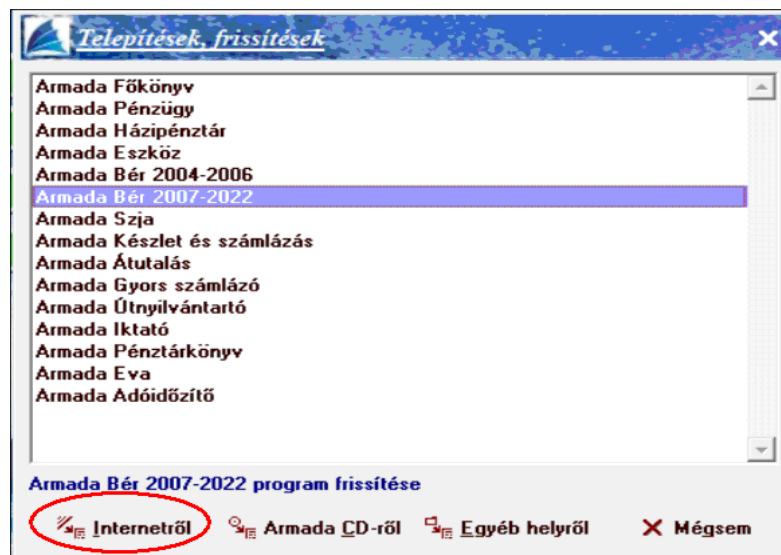 Telepítések, frissítések
Armada Főkönyv
Armada Pénzügy
Armada Házipénztár
Armada Eszköz
Armada Bér 2004-2006
Armada Bér 2007-2022
Armada Szja
Armada Készlet és számlázás
Armada Átutalás
Armada Gyors számlázó
Armada Útnyilvántartó
Armada Iktató
Armada Pénztárkönyv
Armada Eva
Armada Adóidőzítő
Armada Bér 2007-2022 program frissítése
Internetről Armada CD-ről Egyéb helyről Mégsem